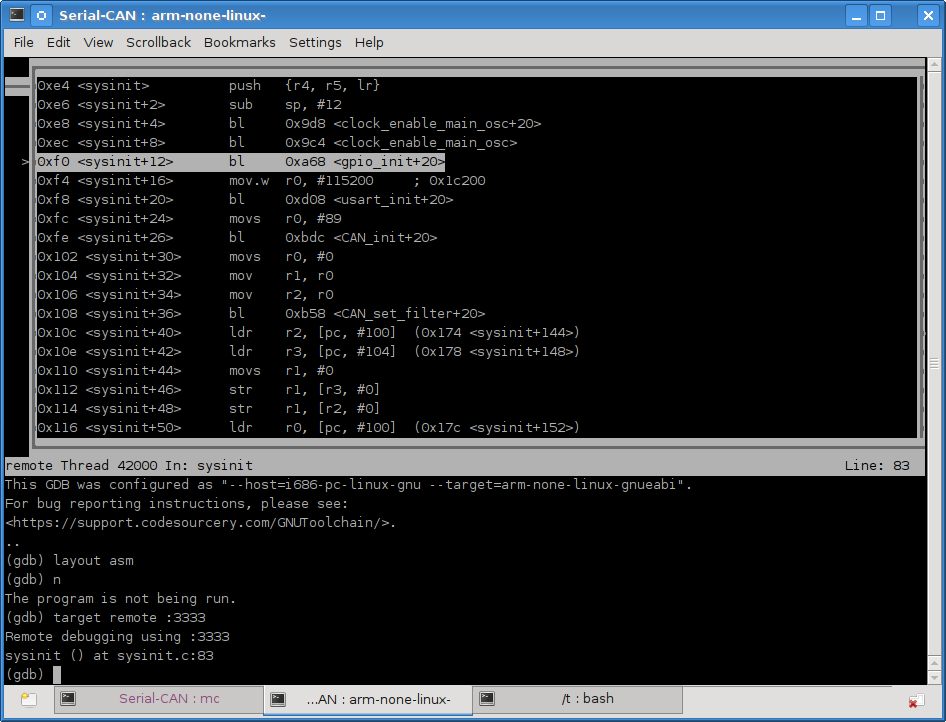 Serial-CAN : arm-none-linux-
File Edit View Scrollback Bookmarks Settings Help
0xe4 <sysinit> push {r4, r5, lr}
0xe6 <sysinit+2> sub sp, #12
0xe8 <sysinit+4> bl 0x9d8 <clock_enable_main_osc+20>
0xec <sysinit+8> bl 0x9c4 <clock_enable_main_osc>
>0xf0 <sysinit+12> bl 0xa68 <gpio_init+20>
0xf4 <sysinit+16> mov.w r0, #115200 ; 0x1c200
0xf8 <sysinit+20> bl 0xd08 <usart_init+20>
0xfc <sysinit+24> movs r0, #89
0xfe <sysinit+26> bl 0xbdc <CAN_init+20>
0x102 <sysinit+30> movs r0, #0
0x104 <sysinit+32> mov r1, r0
0x106 <sysinit+34> mov r2, r0
0x108 <sysinit+36> bl 0xb58 <CAN_set_filter+20>
0x10c <sysinit+40> ldr r2, [pc, #100] (0x174 <sysinit+144>)
0x10e <sysinit+42> ldr r3, [pc, #104] (0x178 <sysinit+148>)
0x110 <sysinit+44> movs r1, #0
0x112 <sysinit+46> str r1, [r3, #0]
0x114 <sysinit+48> str r1, [r2, #0]
0x116 <sysinit+50> ldr r0, [pc, #100] (0x17c <sysinit+152>)
remote Thread 42000 In: sysinit Line: 83
This GDB was configured as "--host=i686-pc-linux-gnu --target=arm-none-linux-gnueabi".
For bug reporting instructions, please see:
<https://support.codesourcery.com/GNUToolchain/>.
..
(gdb) layout asm
(gdb) n
The program is not being run.
(gdb) target remote :3333
Remote debugging using :3333
sysinit () at sysinit.c:83
(gdb)
Serial-CAN : mc ...AN : arm-none-linux- /t : bash